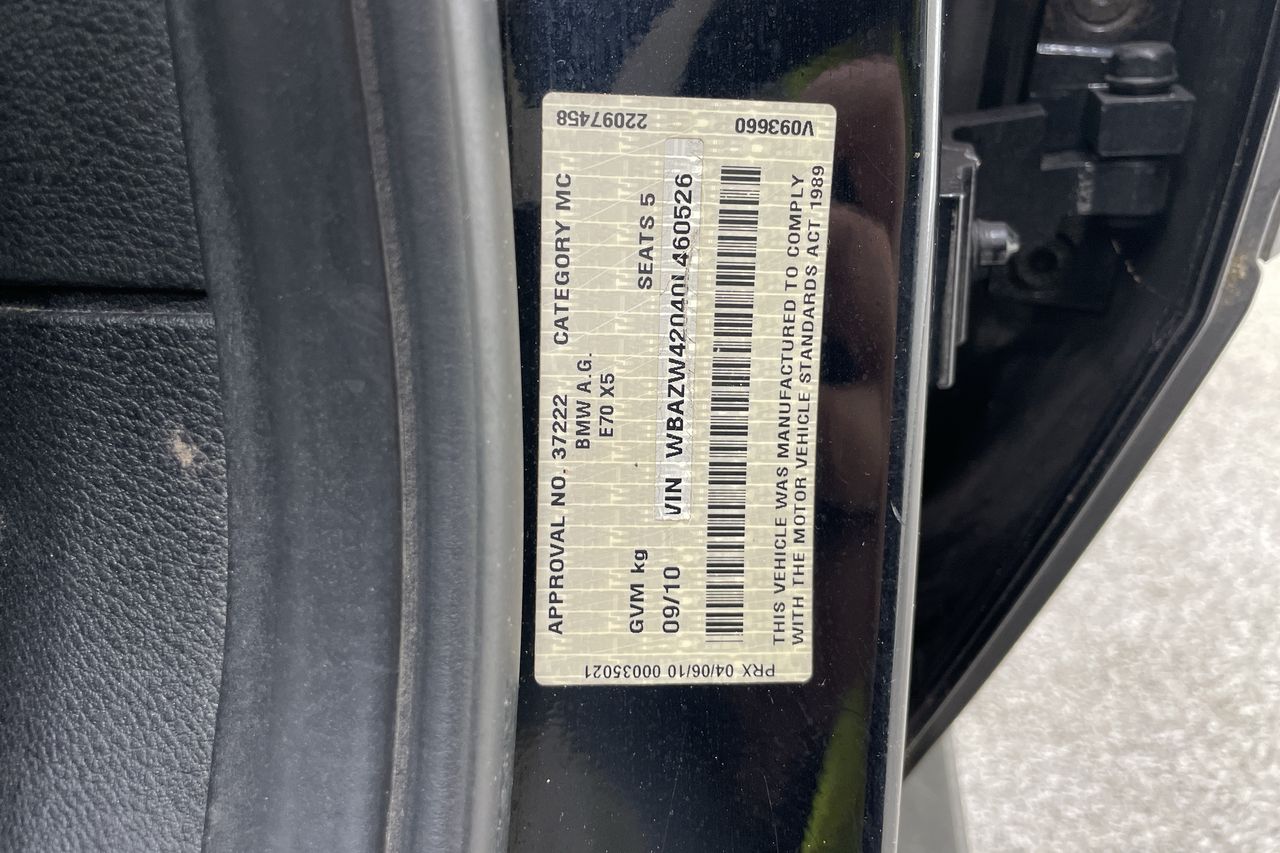 22097458
V093660
APPROVAL NO. 37222 CATEGORY MC
BMW A.G.
E70 X5
GVM kg SEATS 5
09/10 VIN WBAZW42040L460526
THIS VEHICLE WAS MANUFACTURED TO COMPLY
WITH THE MOTOR VEHICLE STANDARDS ACT 1989
PRX 04/06/10 00035021